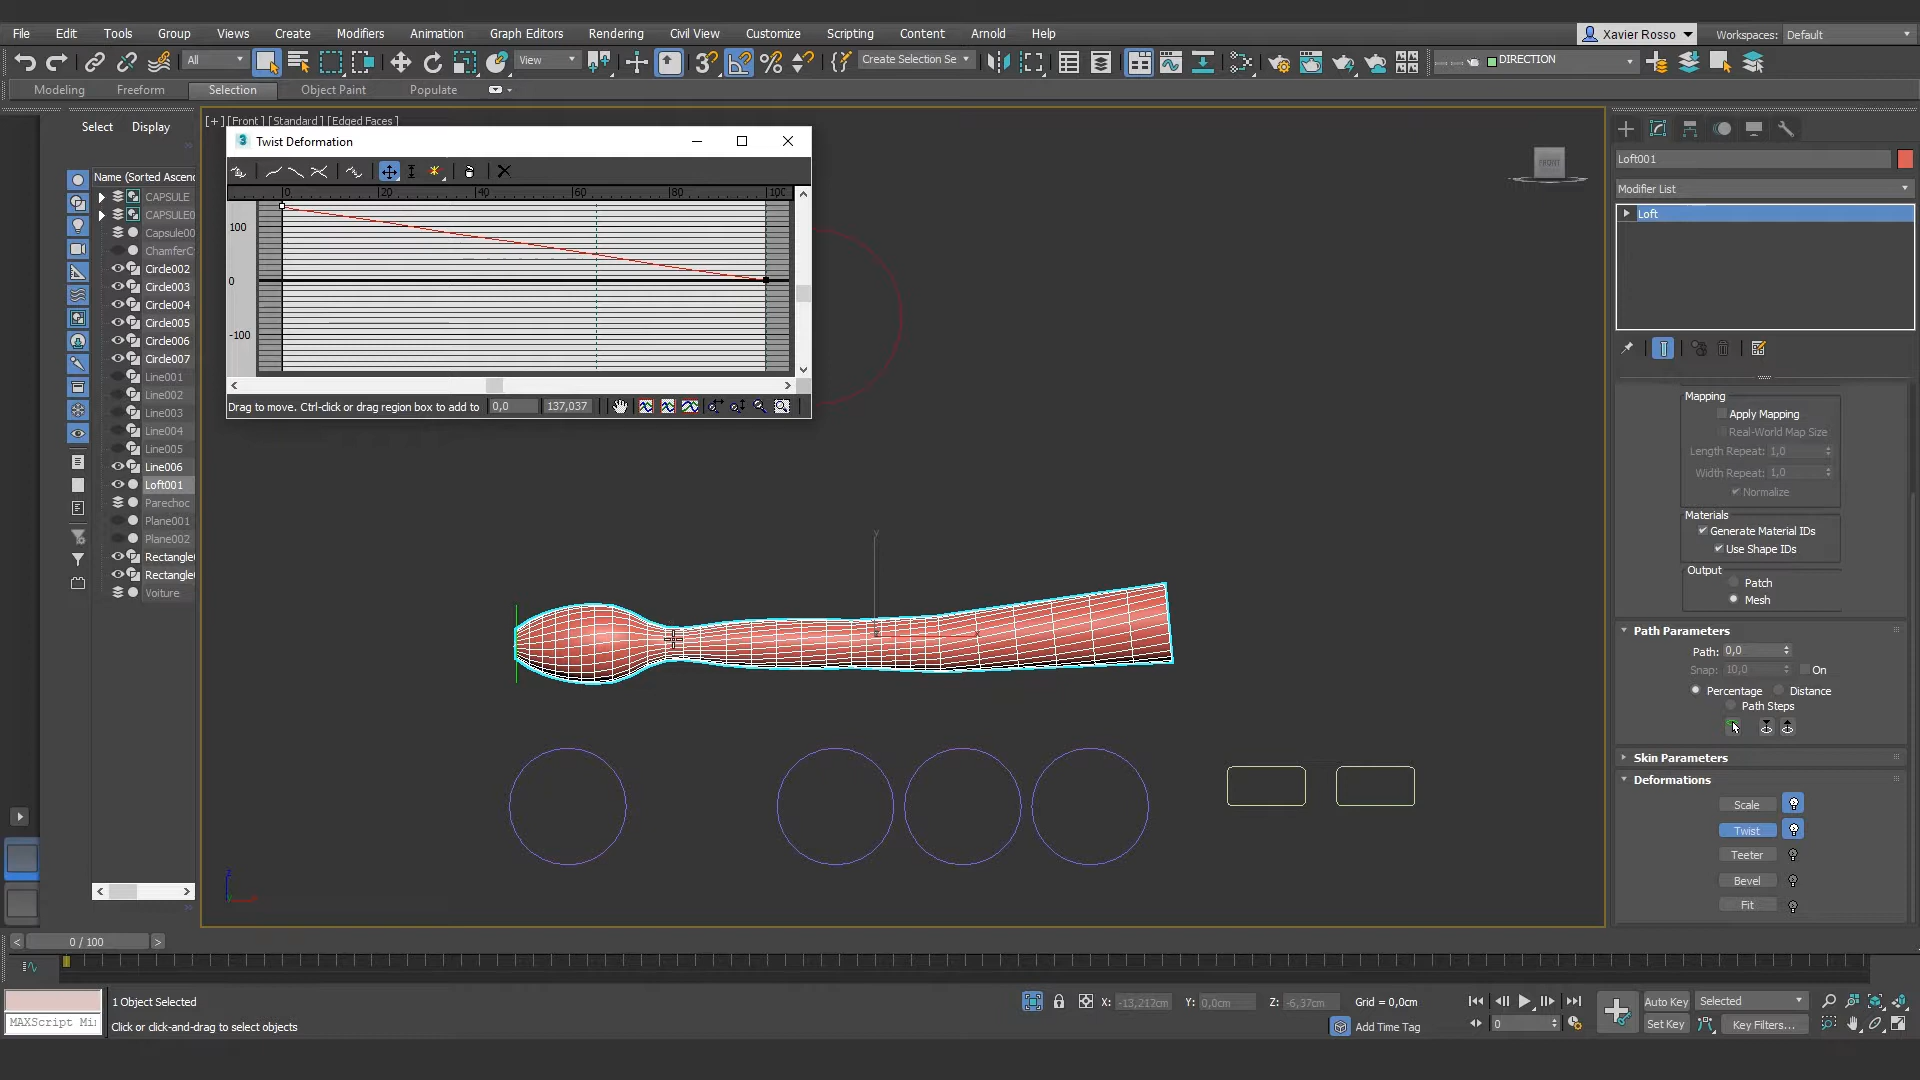 File Edit Tools Group Views Create Modifiers Animation Graph Editors Rendering Civil View Customize Scripting Content Arnold Help Xavier Rosso Workspaces: Default
All View Create Selection Se DIRECTION
Modeling Freeform Selection Object Paint Populate
[+] [Front ] [Standard ] [Edged Faces ]
Select Display
Twist Deformation
Name (Sorted Ascen
CAPSULE
CAPSULE0
Capsule00
ChamferC
Circle002
Circle003
Circle004
Circle005
Circle006
Circle007
Line001
Line002
Line003
Line004
Line005
Line006
Loft001
Parechoc
Plane001
Plane002
Rectangle
Rectangle
Voiture
0 20 40 60 80 100
100
0
-100
Drag to move. Ctrl-click or drag region box to add to 0,0 137,037
FRONT
y
x
z
Loft001
Modifier List
Loft
Mapping
Apply Mapping
Real-World Map Size
Length Repeat: 1,0
Width Repeat: 1,0
Normalize
Materials
Generate Material IDs
Use Shape IDs
Output
Patch
Mesh
Path Parameters
Path: 0,0
Snap: 10,0 On
Percentage Distance
Path Steps
Skin Parameters
Deformations
Scale
Twist
Teeter
Bevel
Fit
< 0 / 100 >
1 Object Selected
MAXScript Mi
Click or click-and-drag to select objects
X: -13,217cm Y: 0,0cm Z: -6,37cm Grid = 0,0cm
Add Time Tag
0
Auto Key Selected
Set Key Key Filters...